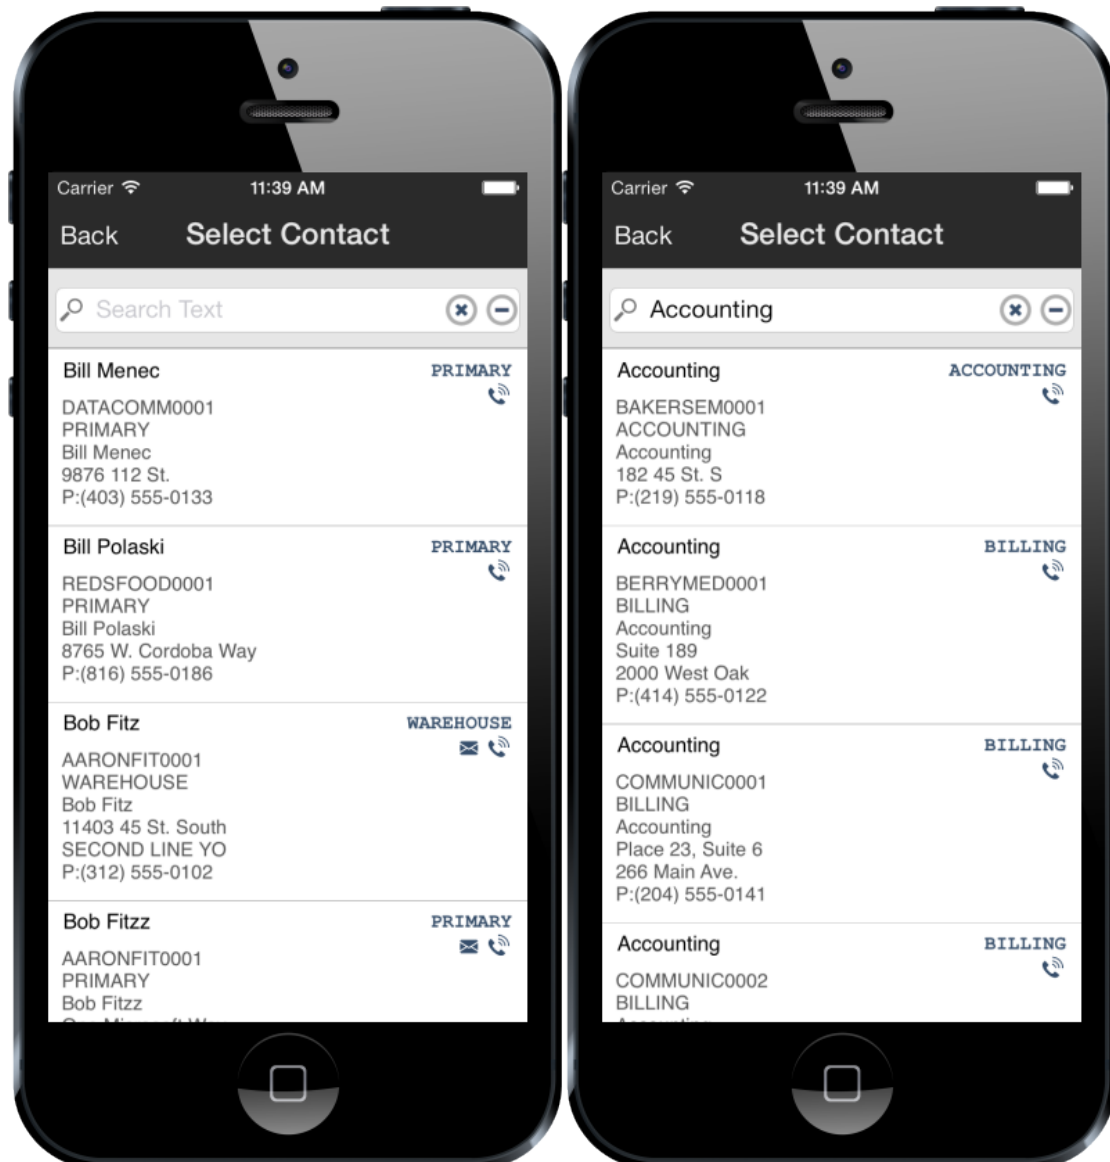 Carrier 11:39 AM
Back Select Contact
Search Text
Bill Menec PRIMARY
DATACOMM0001
PRIMARY
Bill Menec
9876 112 St.
P:(403) 555-0133
Bill Polaski PRIMARY
REDSFOOD0001
PRIMARY
Bill Polaski
8765 W. Cordoba Way
P:(816) 555-0186
Bob Fitz WAREHOUSE
AARONFIT0001
WAREHOUSE
Bob Fitz
11403 45 St. South
SECOND LINE YO
P:(312) 555-0102
Bob Fitzz PRIMARY
AARONFIT0001
PRIMARY
Bob Fitzz
Carrier 11:39 AM
Back Select Contact
Accounting
Accounting ACCOUNTING
BAKERSEM0001
ACCOUNTING
Accounting
182 45 St. S
P:(219) 555-0118
Accounting BILLING
BERRYMED0001
BILLING
Accounting
Suite 189
2000 West Oak
P:(414) 555-0122
Accounting BILLING
COMMUNIC0001
BILLING
Accounting
Place 23, Suite 6
266 Main Ave.
P:(204) 555-0141
Accounting BILLING
COMMUNIC0002
BILLING